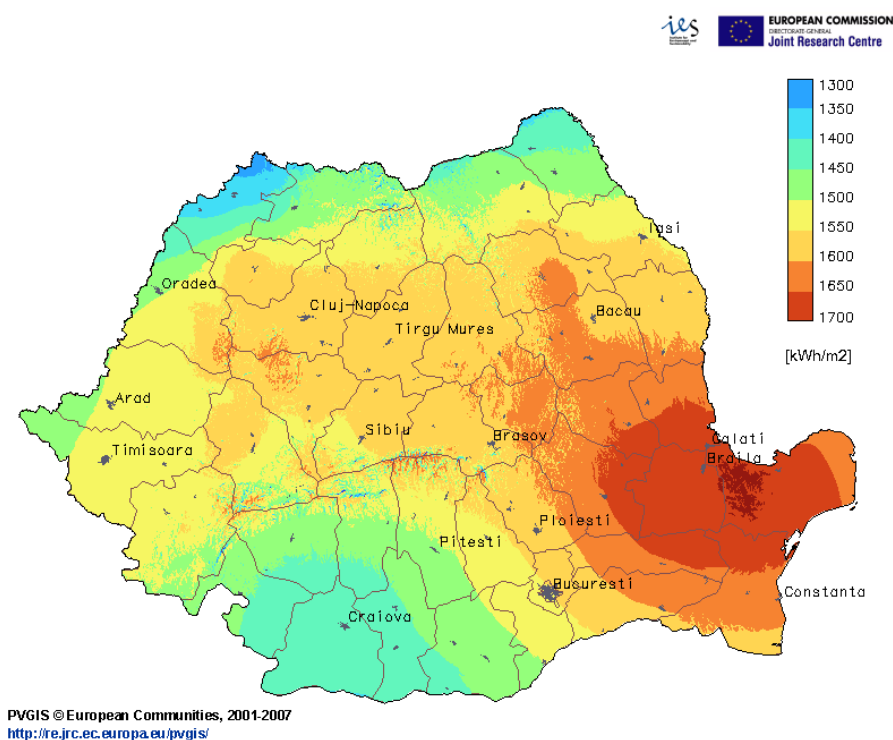 ies
EUROPEAN COMMISSION
DIRECTORATE-GENERAL
Joint Research Centre
1300
1350
1400
1450
1500
1550
1600
1650
1700
[kWh/m2]
Iasi
Oradea
Cluj-Napoca
Tirgu Mures
Bacau
Arad
Timisoara
Sibiu
Brasov
Galati
Braila
Ploiesti
Pitesti
Bucuresti
Constanta
Craiova
PVGIS © European Communities, 2001-2007
http://re.jrc.ec.europa.eu/pvgis/